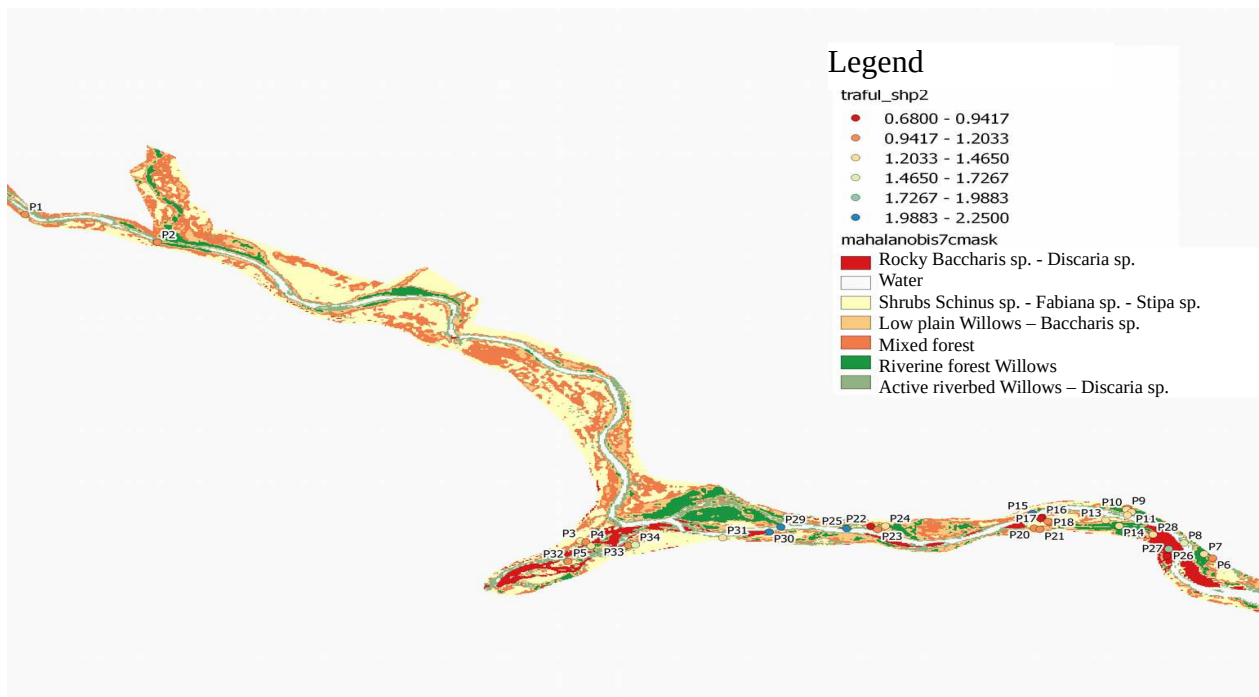 Legend
traful_shp2
0.6800 - 0.9417
0.9417 - 1.2033
1.2033 - 1.4650
1.4650 - 1.7267
1.7267 - 1.9883
1.9883 - 2.2500
mahalanobis7cmask
Rocky Baccharis sp. - Discaria sp.
Water
Shrubs Schinus sp. - Fabiana sp. - Stipa sp.
Low plain Willows – Baccharis sp.
Mixed forest
Riverine forest Willows
Active riverbed Willows – Discaria sp.
P1
P2
P3
P4
P34
P32
P5
P33
P29
P31
P30
P25
P22
P24
P23
P15
P16
P17
P18
P20
P21
P10
P9
P13
P11
P14
P28
P8
P27
P26
P7
P6